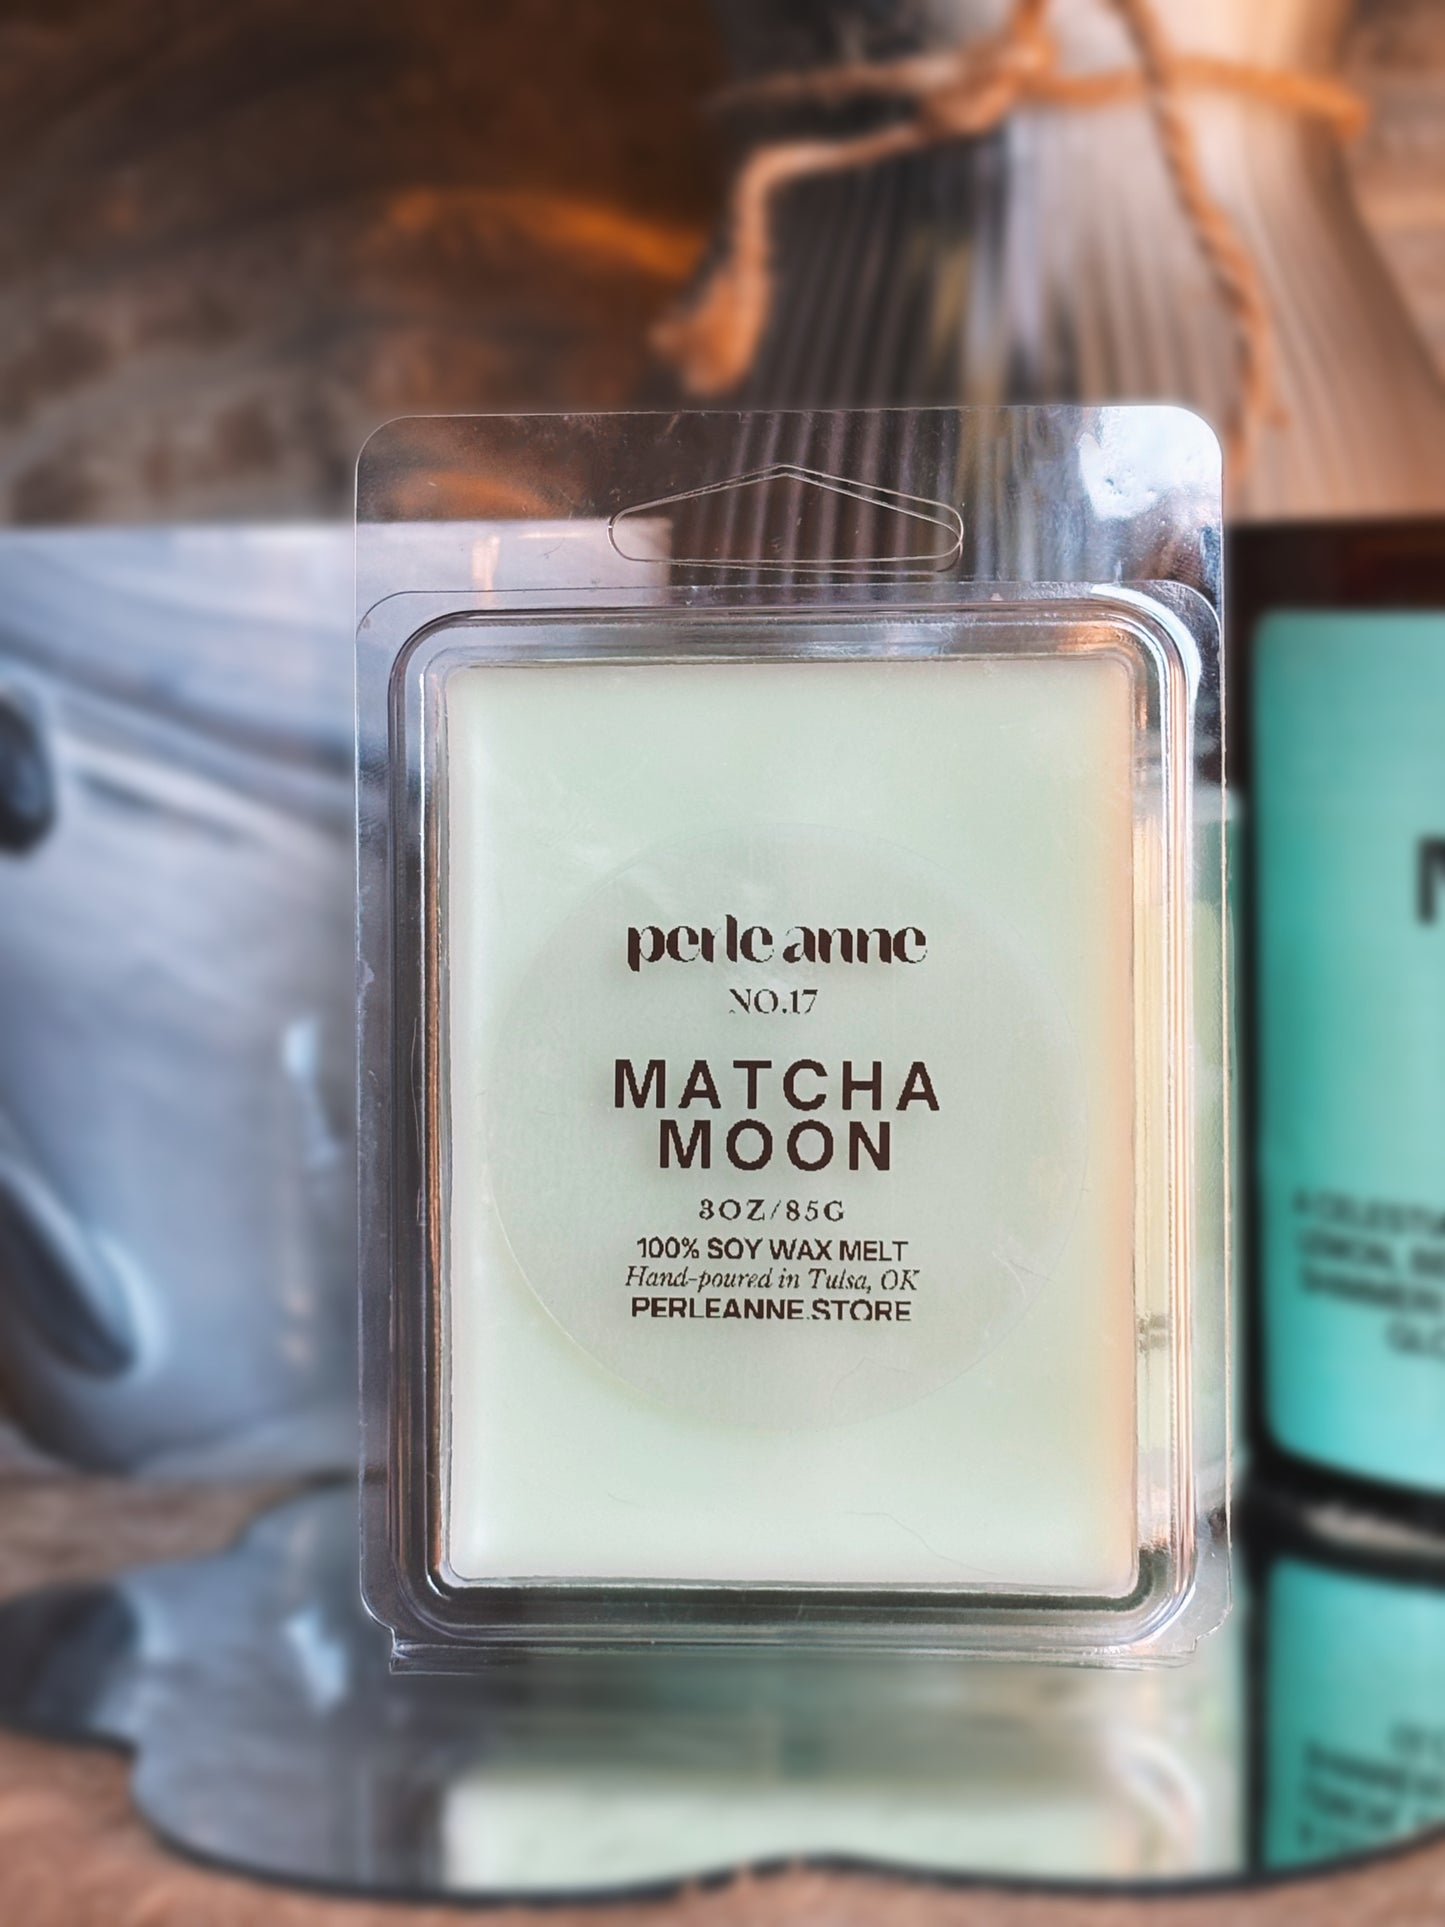 perle anne
NO.17
MATCHA
MOON
3OZ/85G
100% SOY WAX MELT
Hand-poured in Tulsa, OK
PERLEANNE.STORE